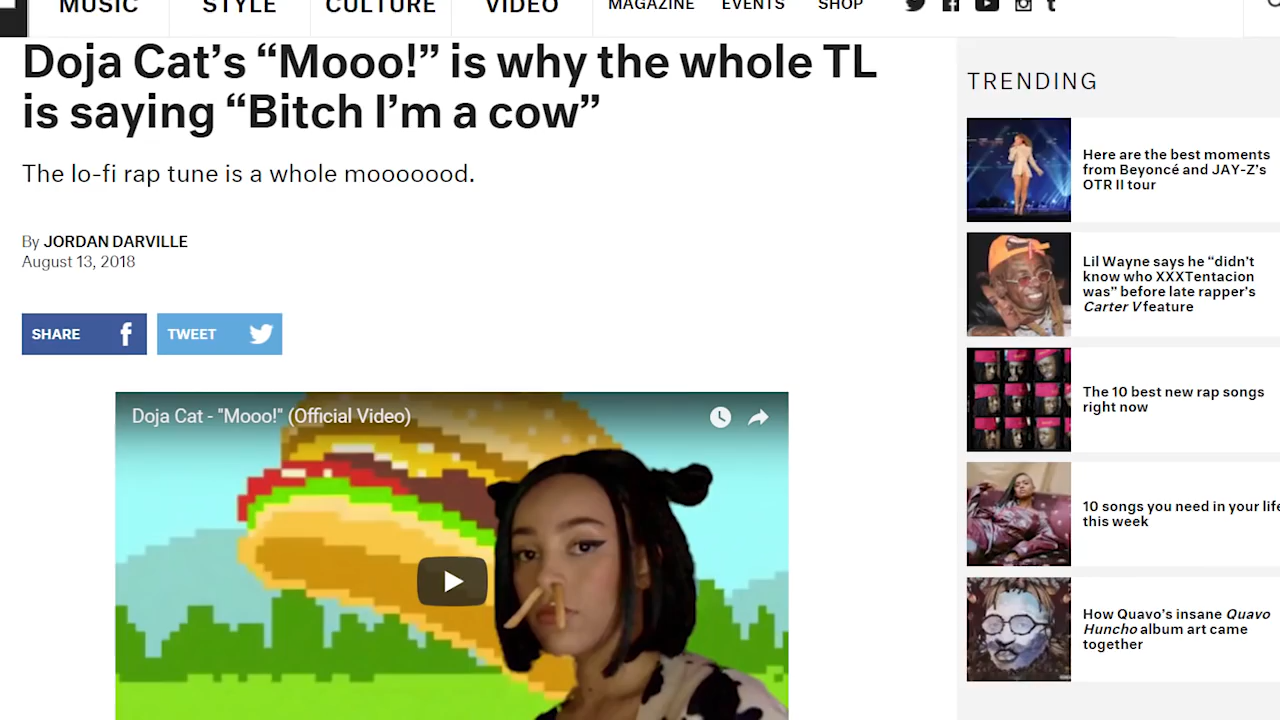 MUSIC STYLE CULTURE VIDEO MAGAZINE EVENTS SHOP
Doja Cat’s “Mooo!” is why the whole TL
is saying “Bitch I’m a cow”
The lo-fi rap tune is a whole mooooood.
By JORDAN DARVILLE
August 13, 2018
SHARE
TWEET
Doja Cat - "Mooo!" (Official Video)
TRENDING
Here are the best moments
from Beyoncé and JAY-Z’s
OTR II tour
Lil Wayne says he “didn’t
know who XXXTentacion
was” before late rapper’s
Carter V feature
The 10 best new rap songs
right now
10 songs you need in your life
this week
How Quavo’s insane Quavo
Huncho album art came
together